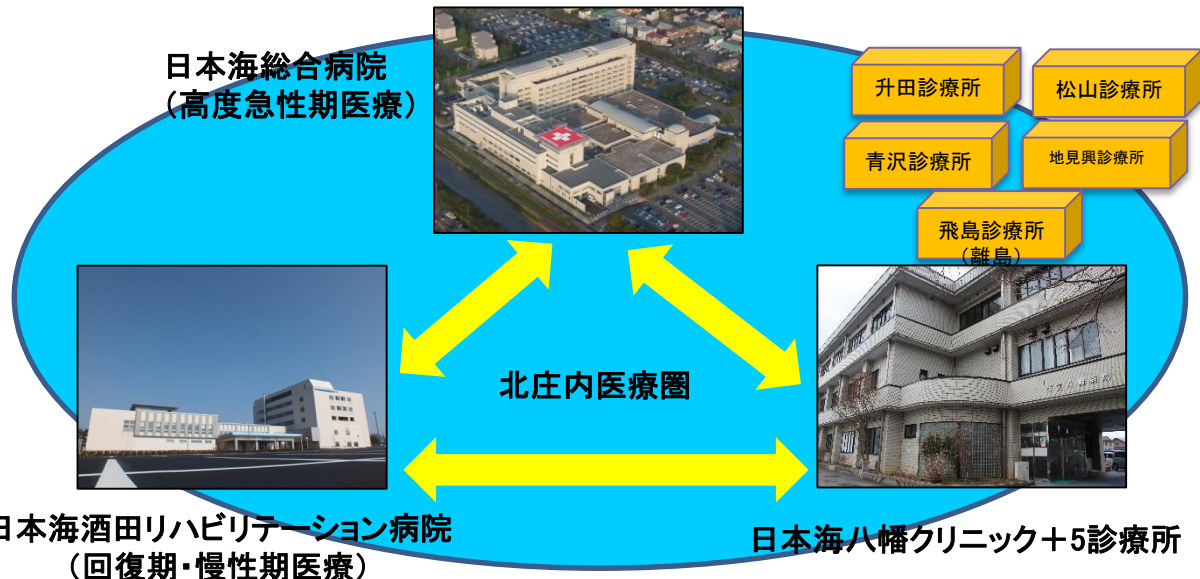 日本海総合病院
（高度急性期医療）
升田診療所
松山診療所
青沢診療所
地見興診療所
飛島診療所
（離島）
北庄内医療圏
日本海酒田リハビリテーション病院
（回復期・慢性期医療）
日本海八幡クリニック＋5診療所